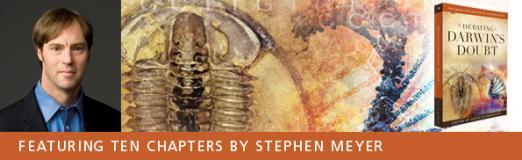 DEBATING
DARWIN'S
DOUBT
FEATURING TEN CHAPTERS BY STEPHEN MEYER